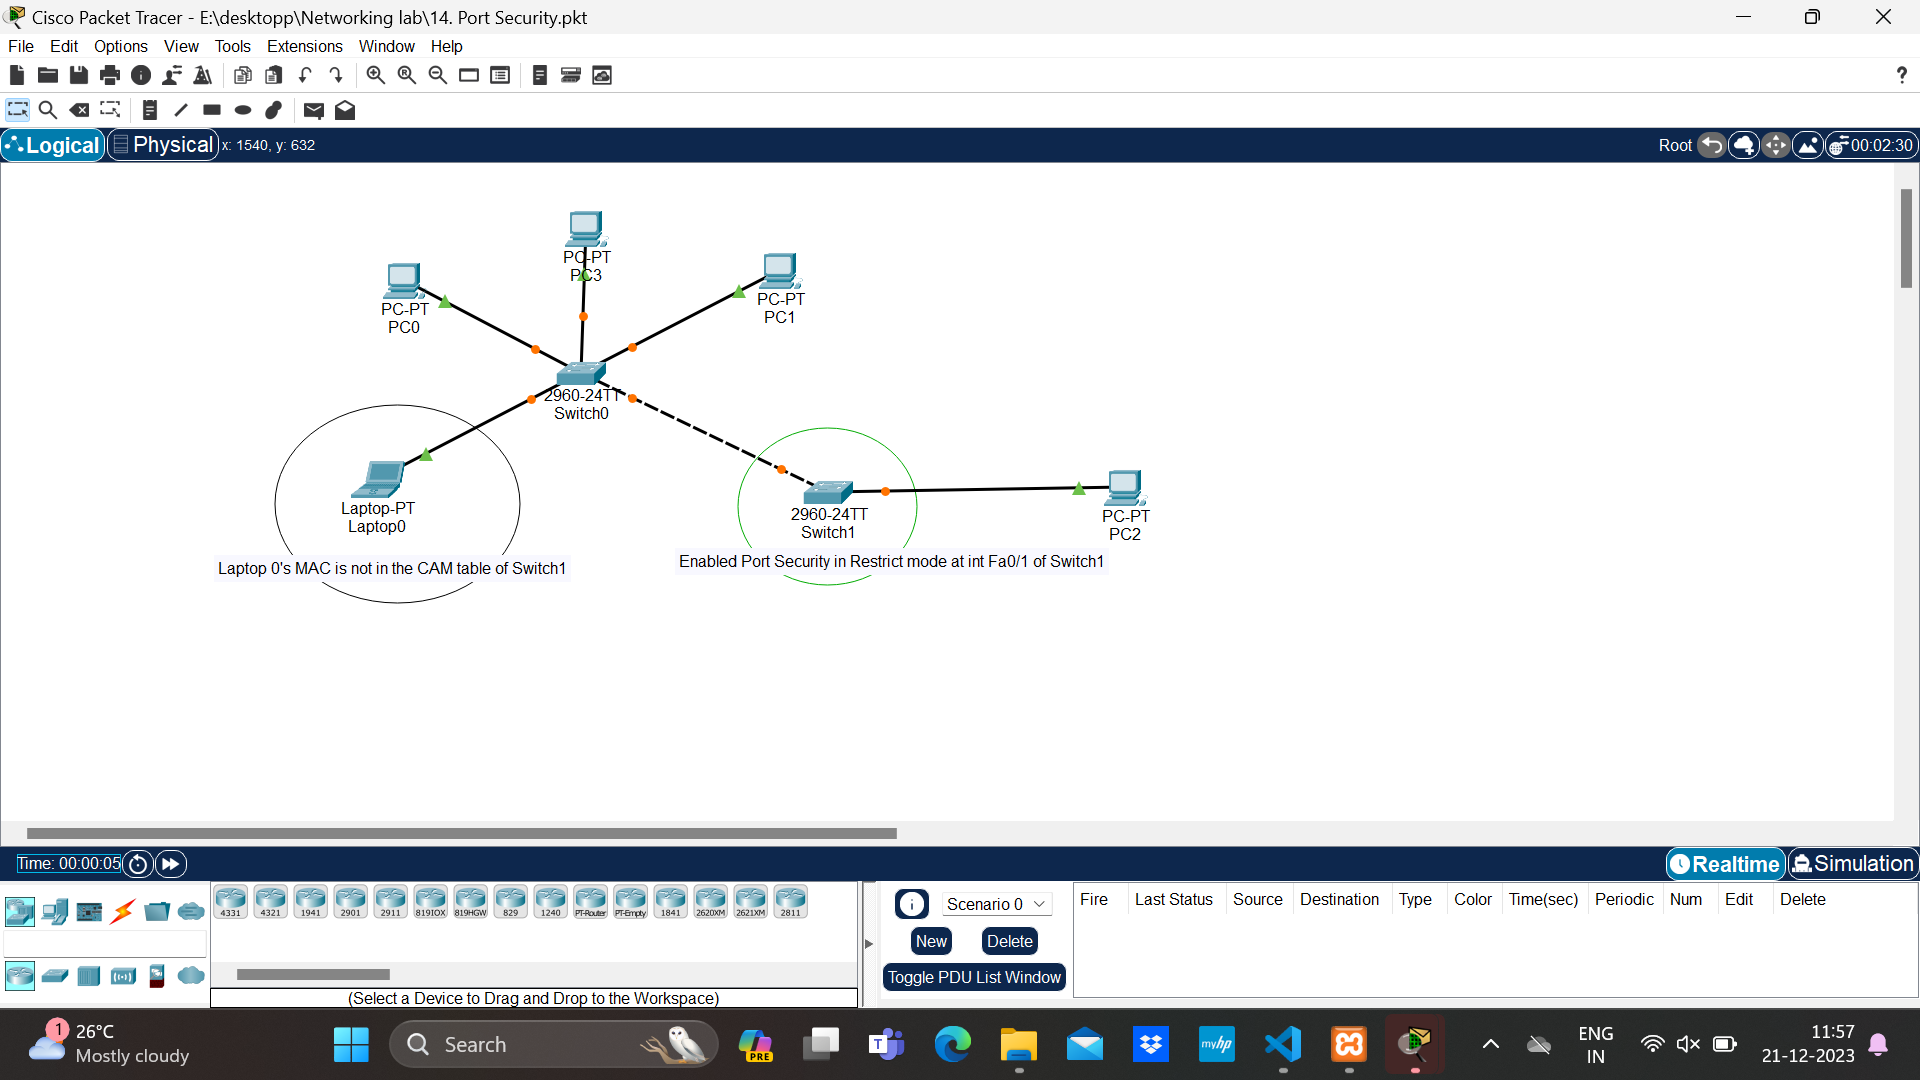 Cisco Packet Tracer - E:\desktopp\Networking lab\14. Port Security.pkt
File Edit Options View Tools Extensions Window Help
?
Logical Physical x: 1540, y: 632 Root 00:02:30
PC-PT
PC3
PC-PT
PC0
PC-PT
PC1
2960-24TT
Switch0
Laptop-PT
Laptop0
Laptop 0's MAC is not in the CAM table of Switch1
2960-24TT
Switch1
Enabled Port Security in Restrict mode at int Fa0/1 of Switch1
PC-PT
PC2
Time: 00:00:05 Realtime Simulation
4331 4321 1941 2901 2911 819IOX 819HGW 829 1240 PT-Router PT-Empty 1841 2620XM 2621XM 2811
(Select a Device to Drag and Drop to the Workspace)
Scenario 0
New Delete
Toggle PDU List Window
Fire Last Status Source Destination Type Color Time(sec) Periodic Num Edit Delete
1
26°C
Mostly cloudy
Search
PRE
myhp
ENG
IN
11:57
21-12-2023